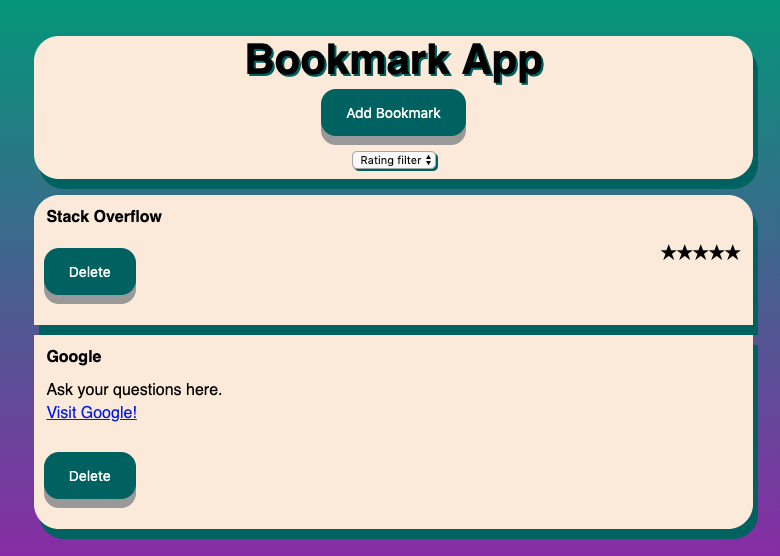 Bookmark App
Add Bookmark
Rating filter
Stack Overflow
★★★★★
Delete
Google
Ask your questions here.
Visit Google!
Delete